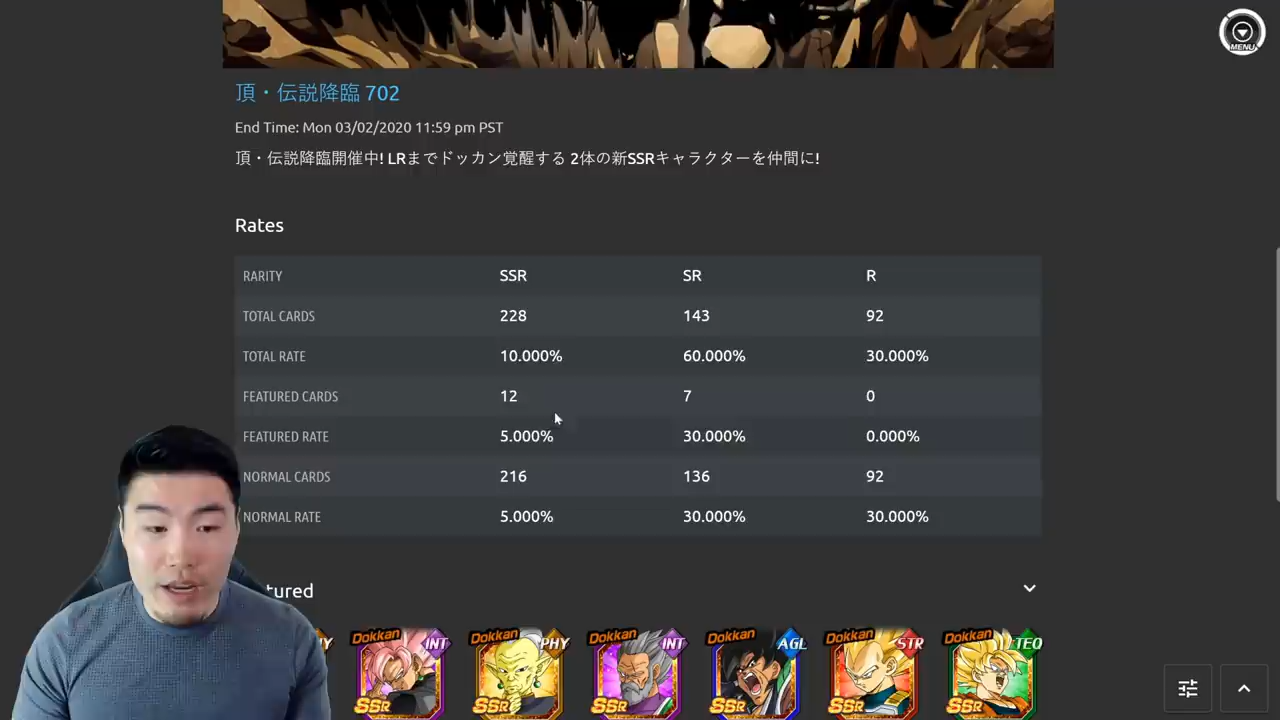 MENU
頂・伝説降臨 702
End Time: Mon 03/02/2020 11:59 pm PST
頂・伝説降臨開催中! LRまでドッカン覚醒する 2体の新SSRキャラクターを仲間に!
Rates
RARITY SSR SR R
TOTAL CARDS 228 143 92
TOTAL RATE 10.000% 60.000% 30.000%
FEATURED CARDS 12 7 0
FEATURED RATE 5.000% 30.000% 0.000%
NORMAL CARDS 216 136 92
NORMAL RATE 5.000% 30.000% 30.000%
tured
Y Dokkan INT Dokkan PHY Dokkan INT Dokkan AGL Dokkan STR Dokkan TEQ
SSR SSR SSR SSR SSR SSR